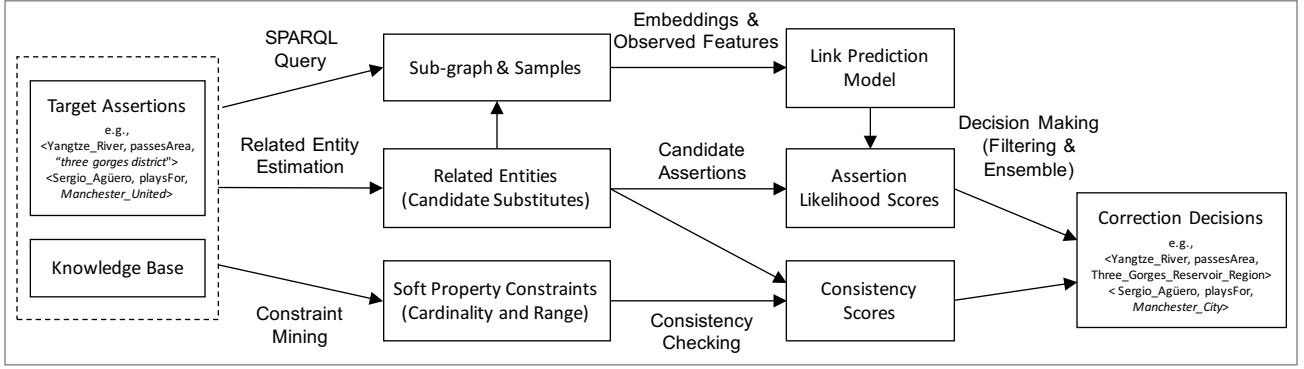 Target Assertions
e.g.,
<Yangtze_River, passesArea,
"three gorges district">
<Sergio_Agüero, playsFor,
Manchester_United>
Knowledge Base
SPARQL
Query
Related Entity
Estimation
Constraint
Mining
Sub-graph & Samples
Related Entities
(Candidate Substitutes)
Soft Property Constraints
(Cardinality and Range)
Embeddings &
Observed Features
Candidate
Assertions
Consistency
Checking
Link Prediction
Model
Assertion
Likelihood Scores
Consistency
Scores
Decision Making
(Filtering &
Ensemble)
Correction Decisions
e.g.,
<Yangtze_River, passesArea,
Three_Gorges_Reservoir_Region>
< Sergio_Agüero, playsFor,
Manchester_City>